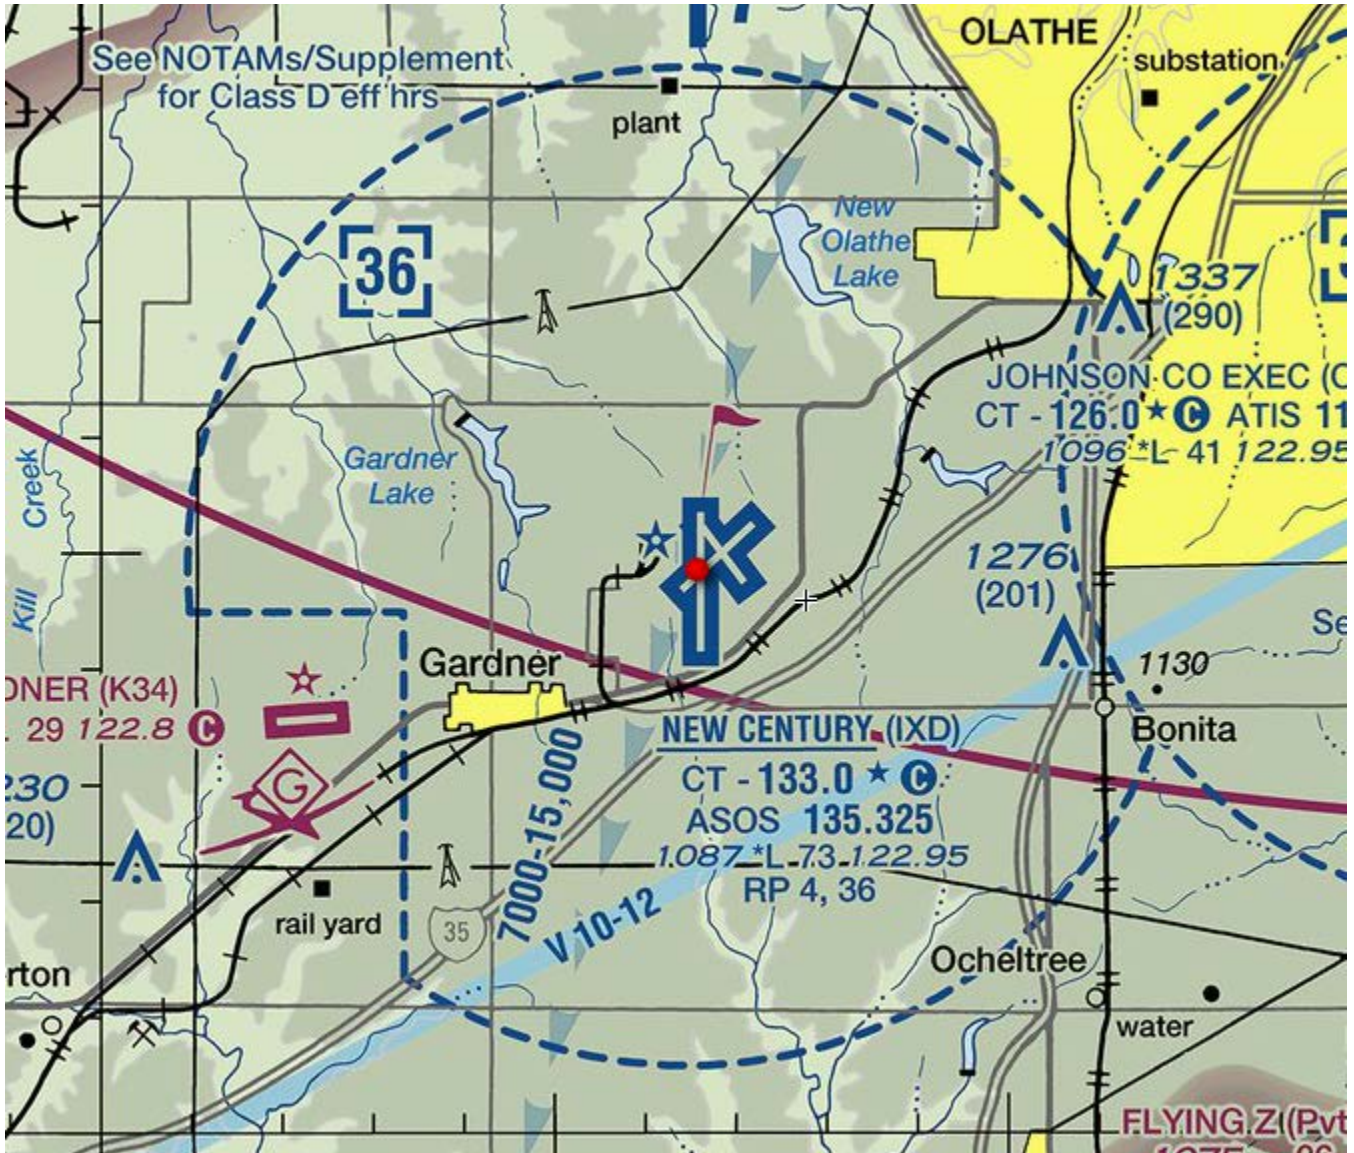 OLATHE
See NOTAMs/Supplement
for Class D eff hrs
substation
plant
36
New
Olathe
Lake
1337
(290)
JOHNSON CO EXEC (
CT - 126.0 ★ C ATIS 11
1096 *L 41 122.95
Gardner
Lake
Kill Creek
1276
(201)
Se
Gardner
1130
DNER (K34)
29 122.8 C
G
Bonita
NEW CENTURY (IXD)
CT - 133.0 ★ C
ASOS 135.325
1087 *L 73 122.95
RP 4, 36
230
20)
7000-15,000
V 10-12
rail yard
35
Ocheltree
rton
water
FLYING Z (Pvt